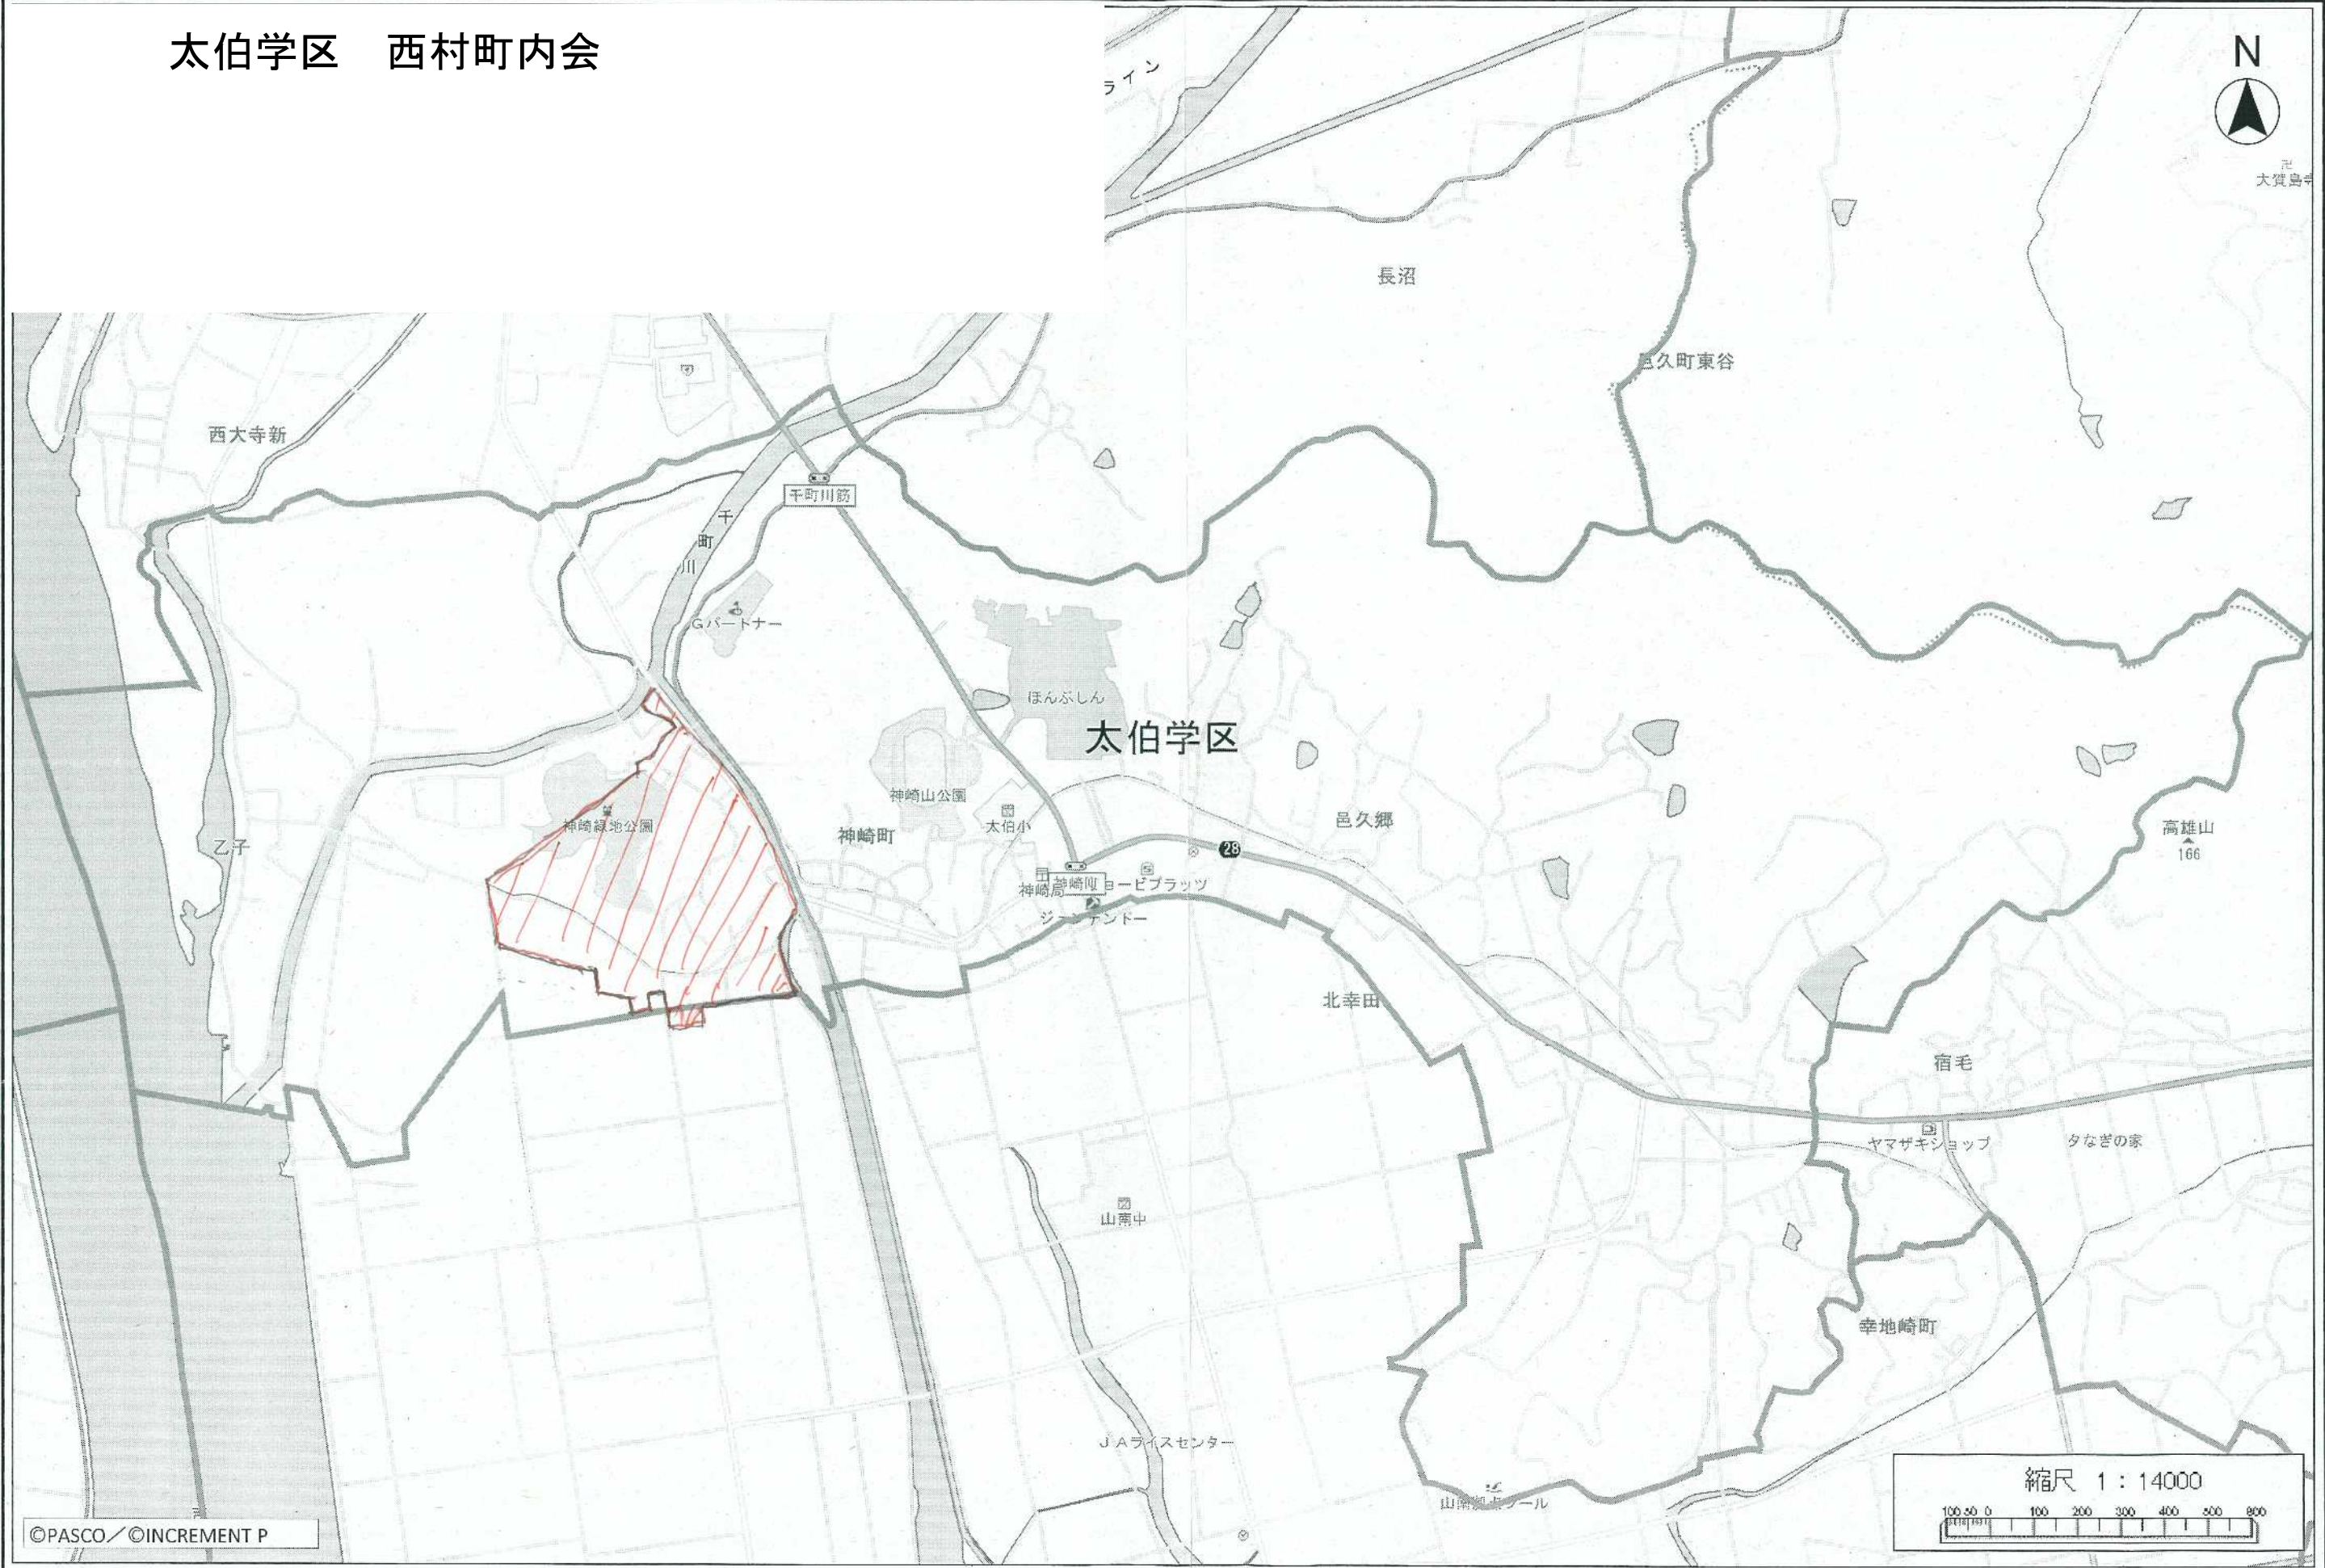 太伯学区　西村町内会
ライン
N
大賀島寺
長沼
邑久町東谷
西大寺新
千町川筋
千町川
Gパートナー
ほんぶしん
太伯学区
神崎山公園
太伯小
神崎緑地公園
神崎町
邑久郷
乙子
28
高雄山
166
神崎局
神崎町
ョービプラッツ
北幸田
宿毛
ヤマザキショップ
夕なぎの家
山南中
幸地崎町
JAライスセンター
縮尺 1：14000
100 50 0 100 200 300 400 500 600
©PASCO／©INCREMENT P